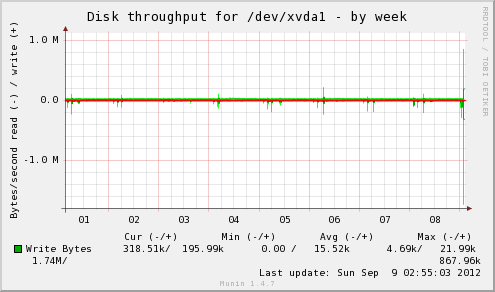 Disk throughput for /dev/xvda1 - by week
RRDTOOL / TOBI OETIKER
Bytes/second read (-) / write (+)
1.0 M
0.0
-1.0 M
01 02 03 04 05 06 07 08
Cur (-/+) Min (-/+) Avg (-/+) Max (-/+)
Write Bytes 318.51k/ 195.99k 0.00 / 15.52k 4.69k/ 21.99k
1.74M/ 867.96k
Last update: Sun Sep 9 02:55:03 2012
Munin 1.4.7